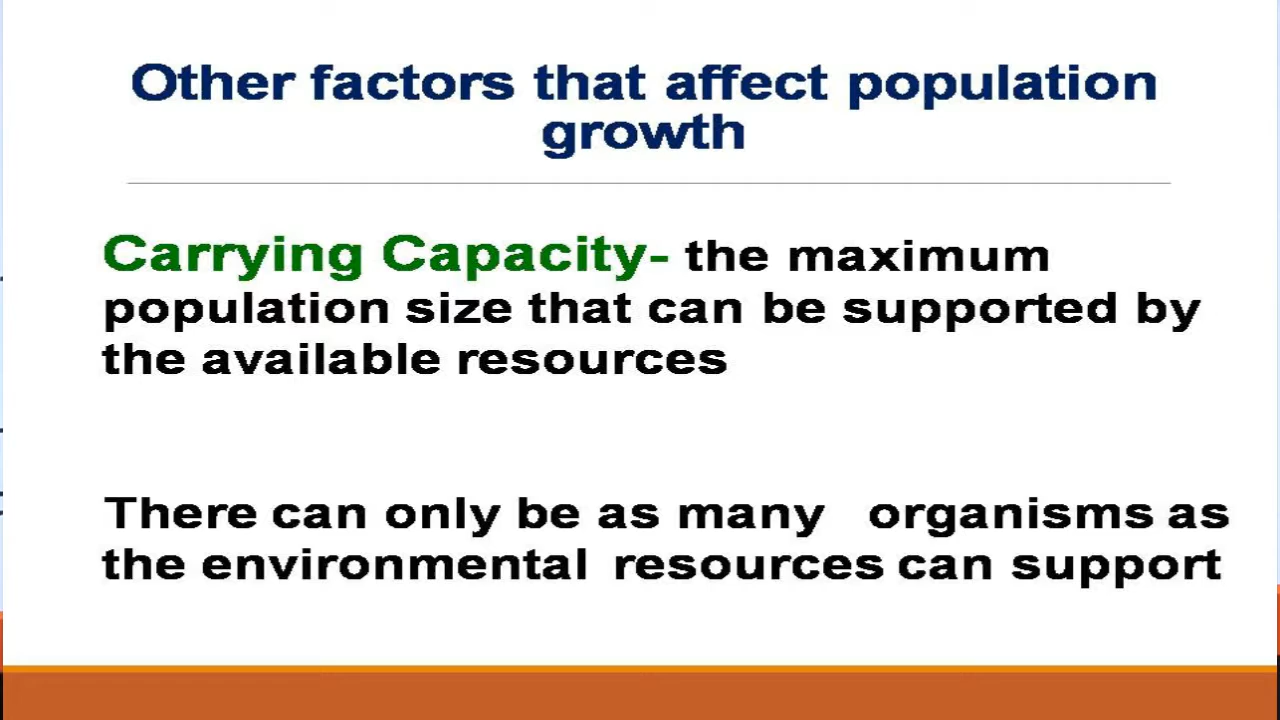 Other factors that affect population
growth
Carrying Capacity- the maximum
population size that can be supported by
the available resources
There can only be as many organisms as
the environmental resources can support